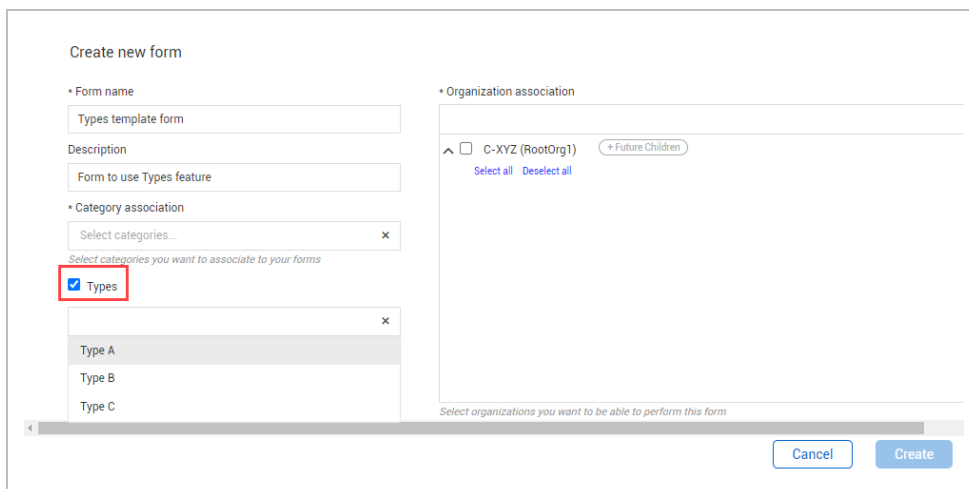 Create new form
* Form name
Types template form
Description
Form to use Types feature
* Category association
Select categories...
Select categories you want to associate to your forms
Types
Type A
Type B
Type C
* Organization association
C-XYZ (RootOrg1) + Future Children
Select all Deselect all
Select organizations you want to be able to perform this form
Cancel Create